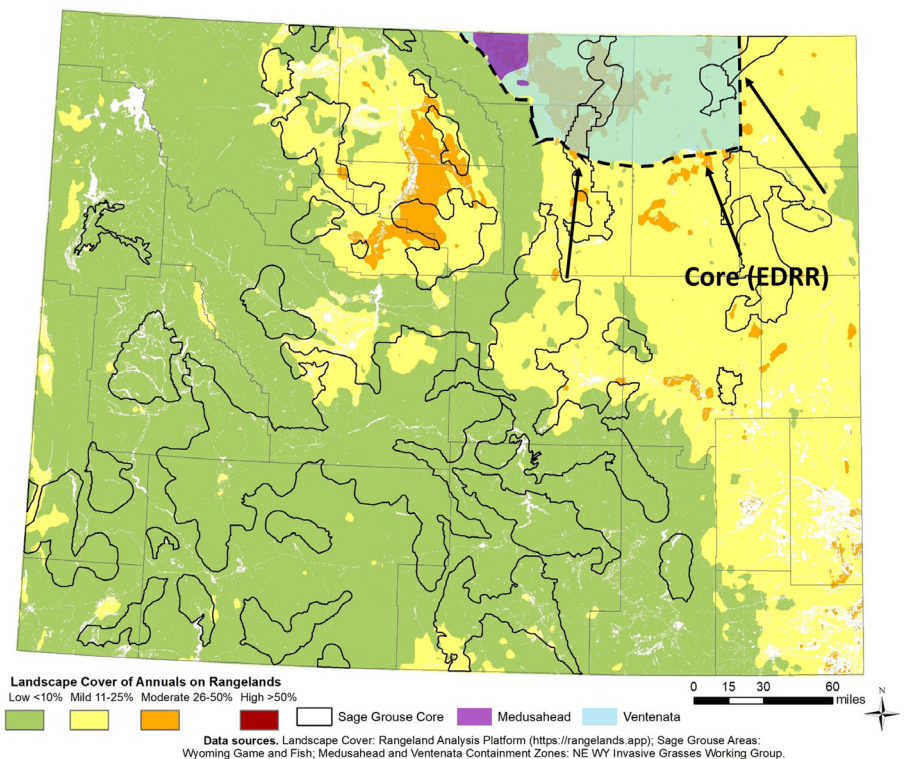 Core (EDRR)
Landscape Cover of Annuals on Rangelands
Low <10% Mild 11-25% Moderate 26-50% High >50%
Sage Grouse Core Medusahead Ventenata
0 15 30 60
miles
N
Data sources. Landscape Cover: Rangeland Analysis Platform (https://rangelands.app); Sage Grouse Areas:
Wyoming Game and Fish; Medusahead and Ventenata Containment Zones: NE WY Invasive Grasses Working Group.